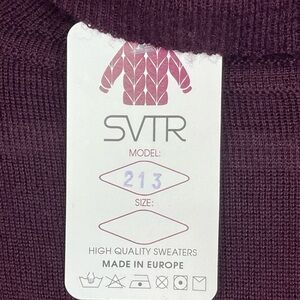 SVTR
MODEL:
213
SIZE:
HIGH QUALITY SWEATERS
MADE IN EUROPE